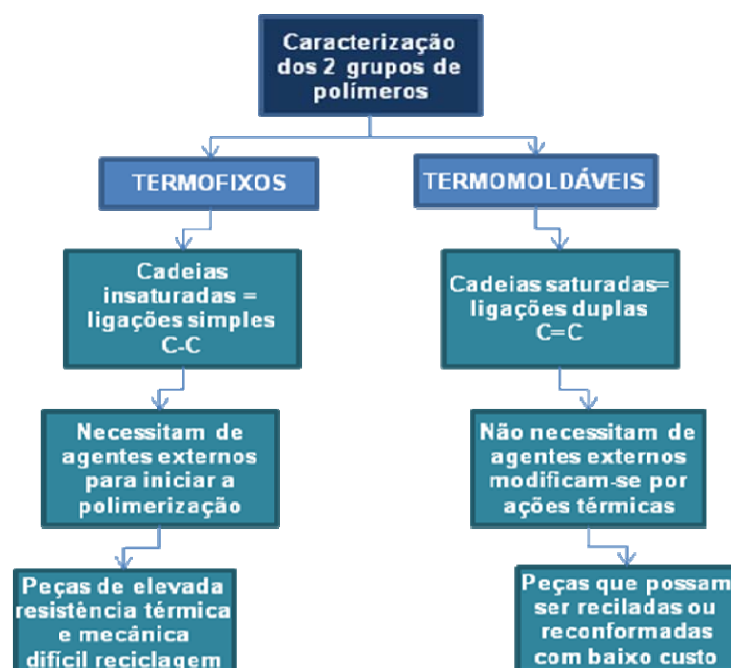 Caracterização
dos 2 grupos de
polímeros
TERMOFIXOS
TERMOMOLDÁVEIS
Cadeias
insaturadas =
ligações simples
C-C
Cadeias saturadas=
ligações duplas
C=C
Necessitam de
agentes externos
para iniciar a
polimerização
Não necessitam de
agentes externos
modificam-se por
ações térmicas
Peças de elevada
resistência térmica
e mecânica
difícil reciclagem
Peças que possam
ser reciladas ou
reconformadas
com baixo custo